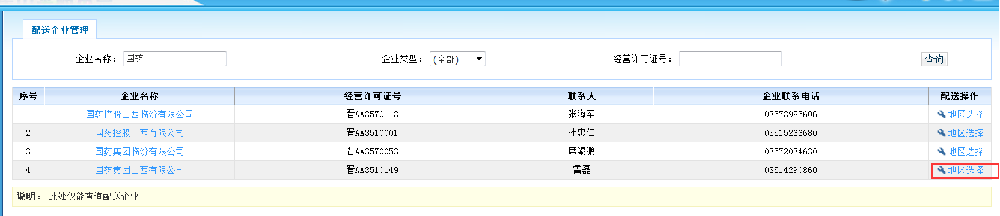 配送企业管理
企业名称： 国药 企业类型： (全部) 经营许可证号： 查询
序号 企业名称 经营许可证号 联系人 企业联系电话 配送操作
1 国药控股山西临汾有限公司 晋AA3570113 张海军 03573985606 地区选择
2 国药控股山西有限公司 晋AA3510001 杜忠仁 03515266680 地区选择
3 国药集团临汾有限公司 晋AA3570053 席鲲鹏 03572034630 地区选择
4 国药集团山西有限公司 晋AA3510149 雷磊 03514290860 地区选择
说明： 此处仅能查询配送企业